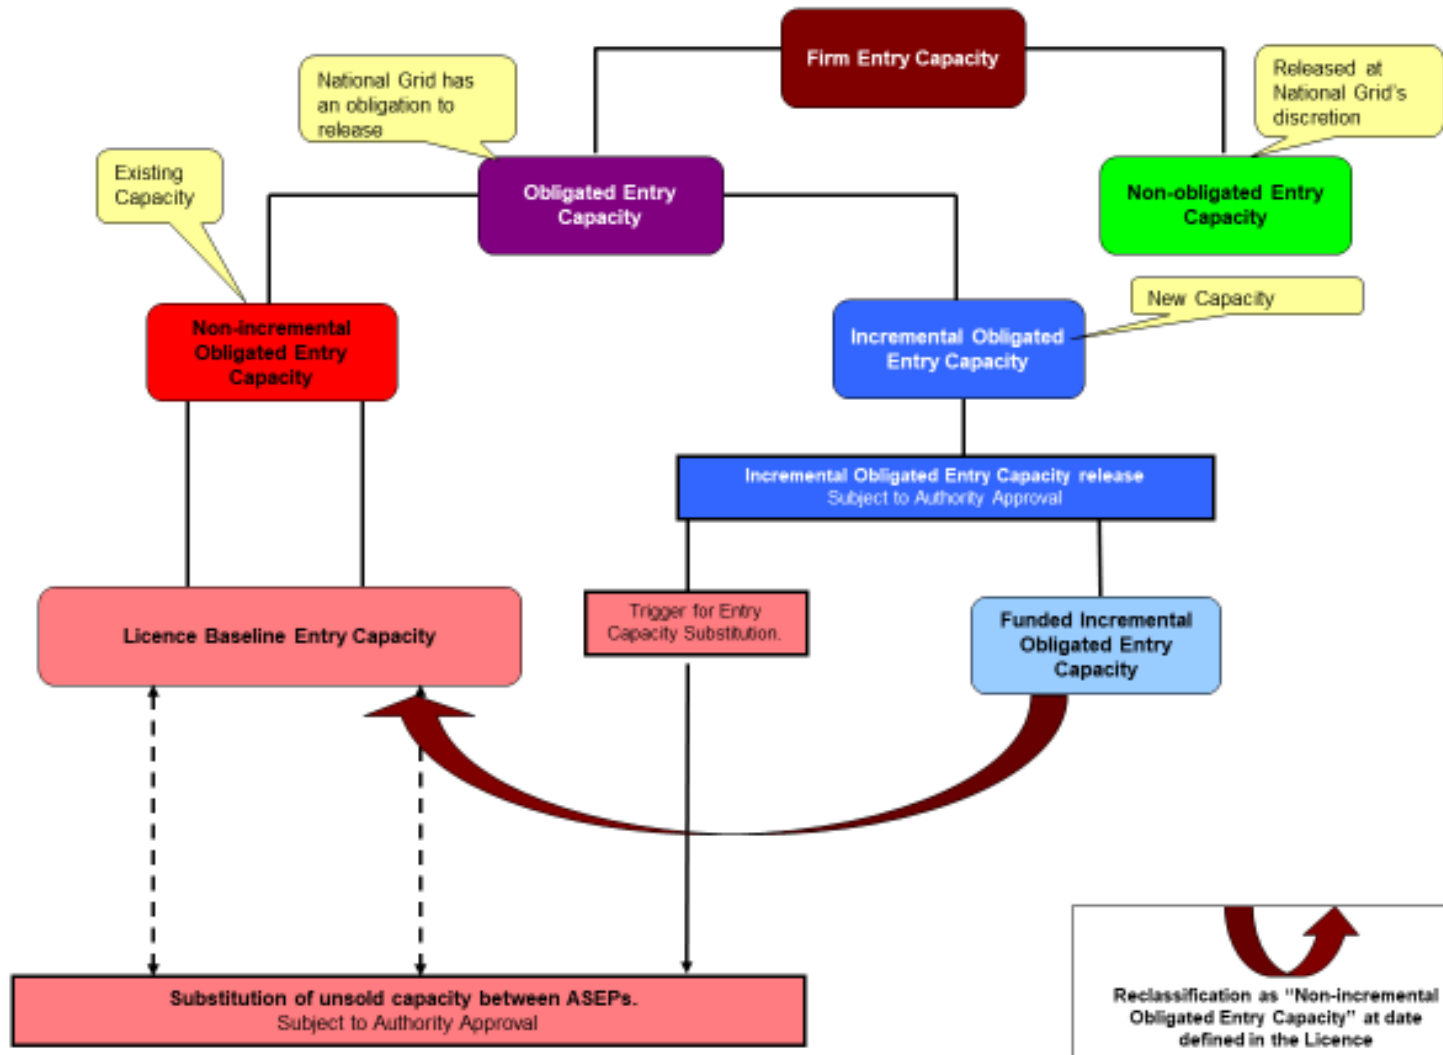 Firm Entry Capacity
National Grid has
an obligation to
release
Released at
National Grid's
discretion
Existing
Capacity
Obligated Entry
Capacity
Non-obligated Entry
Capacity
New Capacity
Non-incremental
Obligated Entry
Capacity
Incremental Obligated
Entry Capacity
Incremental Obligated Entry Capacity release
Subject to Authority Approval
Licence Baseline Entry Capacity
Trigger for Entry
Capacity Substitution.
Funded Incremental
Obligated Entry
Capacity
Substitution of unsold capacity between ASEPs.
Subject to Authority Approval
Reclassification as “Non-incremental
Obligated Entry Capacity” at date
defined in the Licence